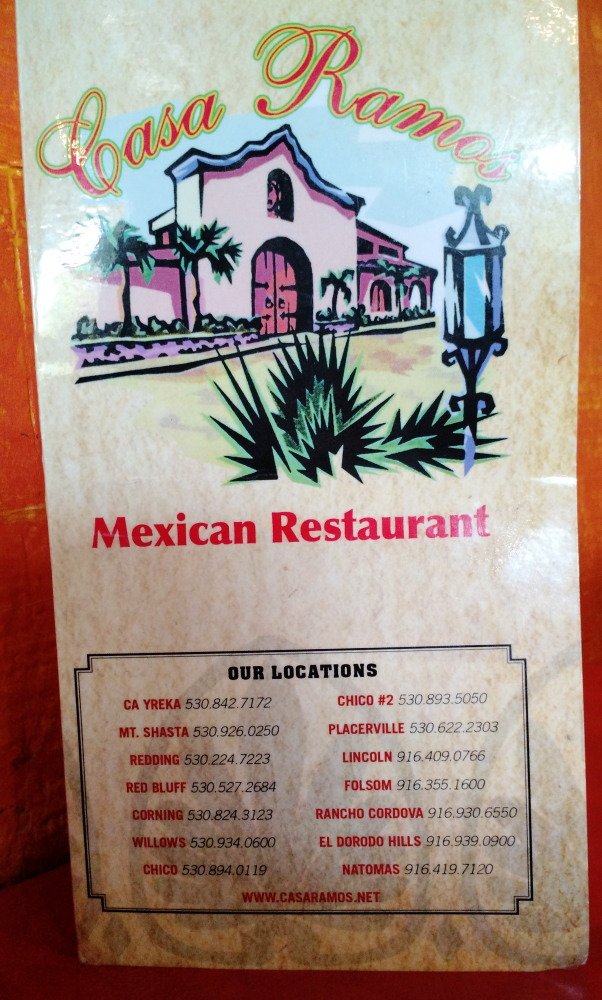 Casa Ramos
Mexican Restaurant
OUR LOCATIONS
CA YREKA 530.842.7172
MT. SHASTA 530.926.0250
REDDING 530.224.7223
RED BLUFF 530.527.2684
CORNING 530.824.3123
WILLOWS 530.934.0600
CHICO 530.894.0119
CHICO #2 530.893.5050
PLACERVILLE 530.622.2303
LINCOLN 916.409.0766
FOLSOM 916.355.1600
RANCHO CORDOVA 916.930.6550
EL DORODO HILLS 916.939.0900
NATOMAS 916.419.7120
WWW.CASARAMOS.NET